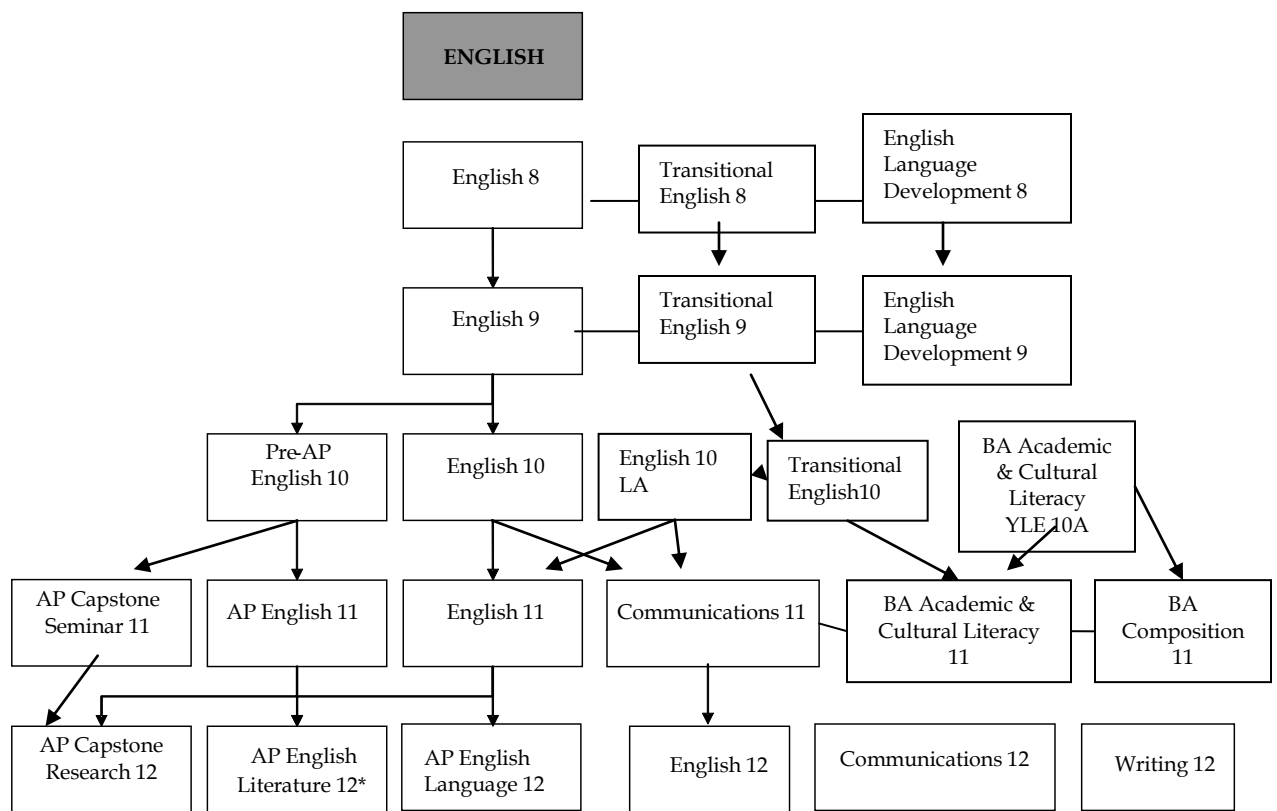 ENGLISH
English 8
Transitional
English 8
English
Language
Development 8
English 9
Transitional
English 9
English
Language
Development 9
Pre-AP
English 10
English 10
English 10
LA
Transitional
English10
BA Academic
& Cultural
Literacy
YLE 10A
AP Capstone
Seminar 11
AP English 11
English 11
Communications 11
BA Academic &
Cultural Literacy
11
BA
Composition
11
AP Capstone
Research 12
AP English
Literature 12*
AP English
Language 12
English 12
Communications 12
Writing 12